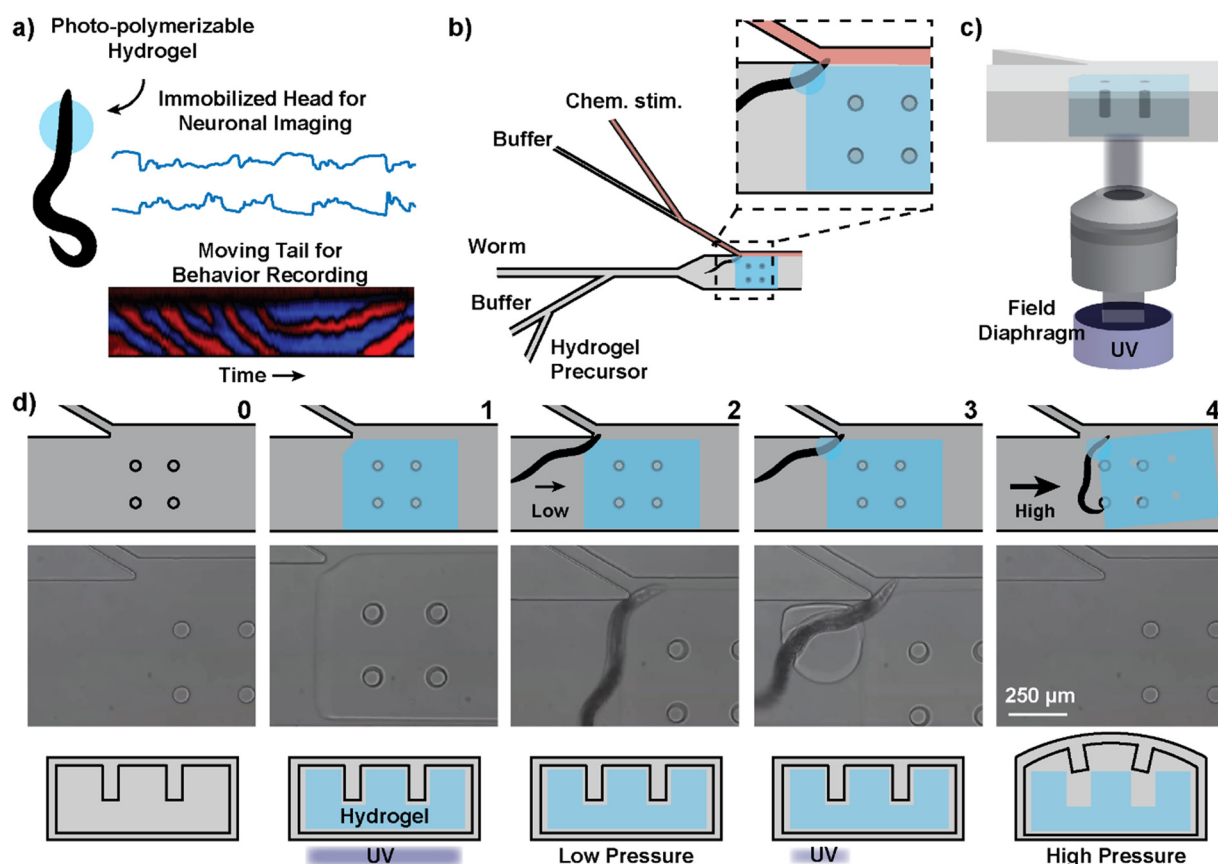 a)
Photo-polymerizable
Hydrogel
Immobilized Head for
Neuronal Imaging
Moving Tail for
Behavior Recording
Time →
b)
Chem. stim.
Buffer
Worm
Buffer
Hydrogel
Precursor
c)
Field
Diaphragm
UV
d)
0
1
2
3
4
Low
High
250 µm
Hydrogel
UV
Low Pressure
UV
High Pressure